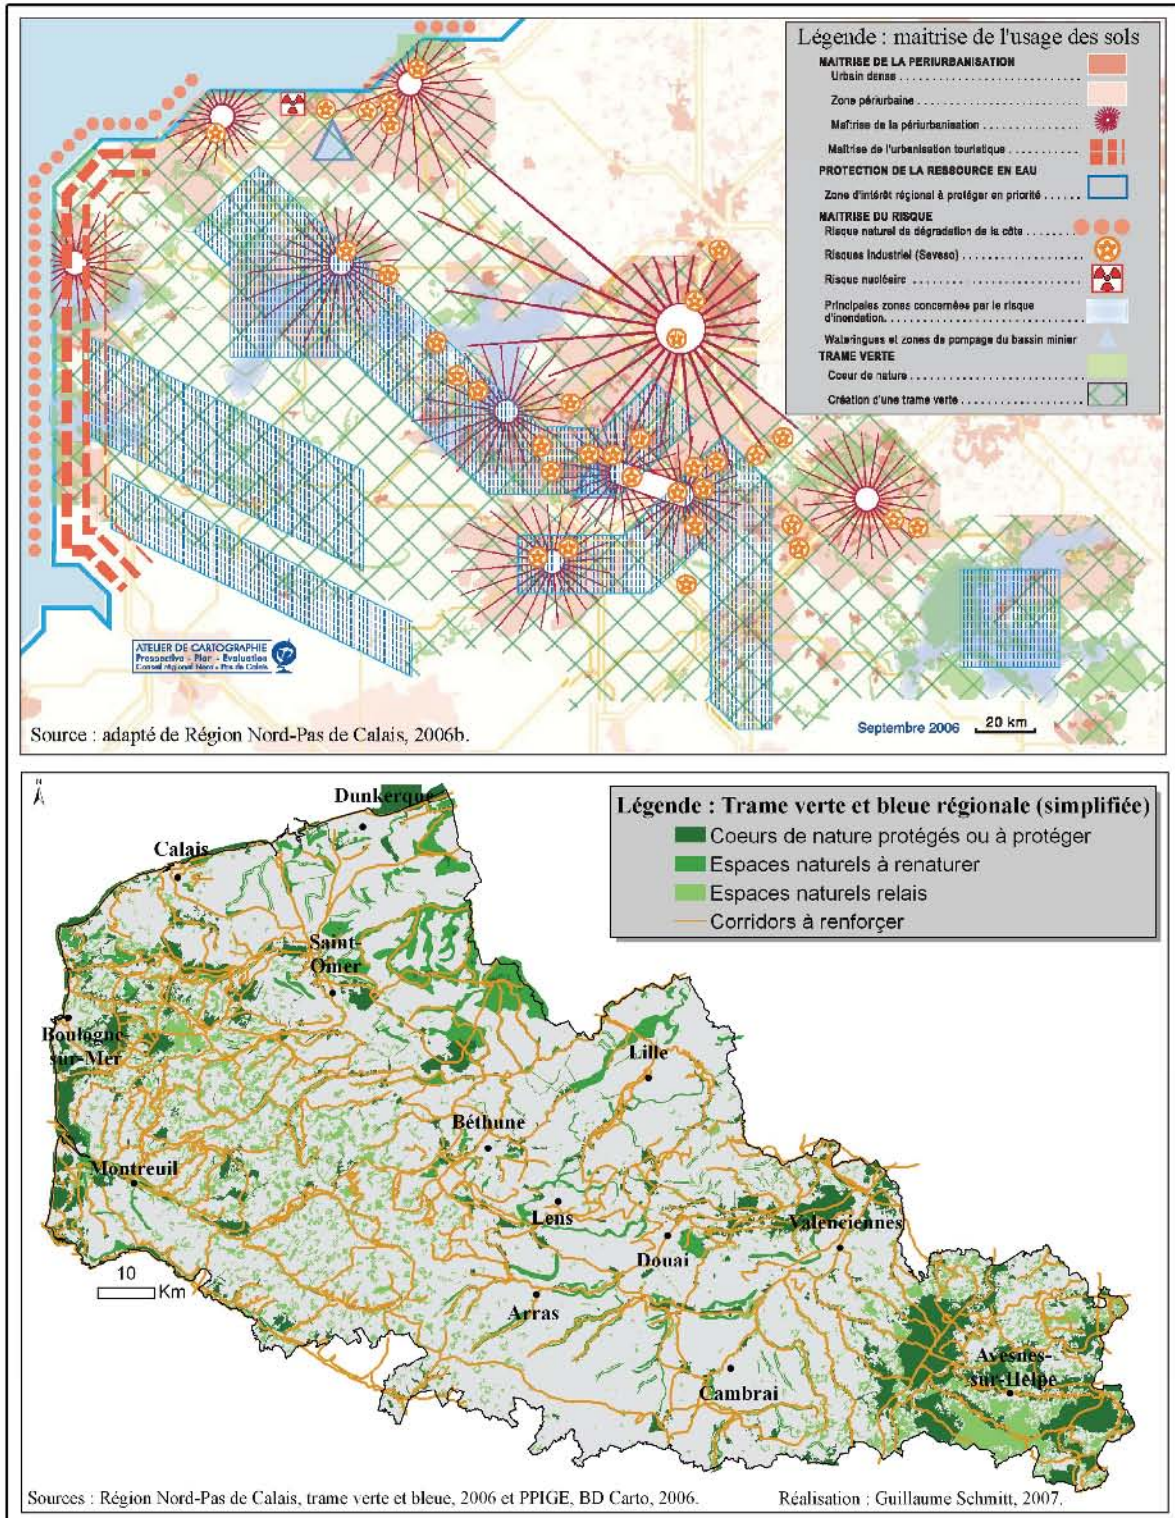 Légende : maitrise de l'usage des sols
MAITRISE DE LA PERIURBANISATION
Urbain dense
Zone périurbaine
Maîtrise de la périurbanisation
Maîtrise de l'urbanisation touristique
PROTECTION DE LA RESSOURCE EN EAU
Zone d'intérêt régional à protéger en priorité
MAITRISE DU RISQUE
Risque naturel de dégradation de la côte
Risques Industriel (Seveso)
Risque nucléaire
Principales zones concernées par le risque
d'inondation
Wateringues et zones de pompage du bassin minier
TRAME VERTE
Coeur de nature
Création d'une trame verte
ATELIER DE CARTOGRAPHIE
Prospective - Plan - Evaluation
Conseil régional Nord - Pas de Calais
Source : adapté de Région Nord-Pas de Calais, 2006b.
Septembre 2006
20 km
N
Légende : Trame verte et bleue régionale (simplifiée)
Coeurs de nature protégés ou à protéger
Espaces naturels à renaturer
Espaces naturels relais
Corridors à renforçer
Dunkerque
Calais
Saint-
Omer
Boulogne-
sur-Mer
Lille
Béthune
Montreuil
Lens
Valenciennes
Douai
10
Km
Arras
Avesnes-
sur-Helpe
Cambrai
Sources : Région Nord-Pas de Calais, trame verte et bleue, 2006 et PPIGE, BD Carto, 2006.
Réalisation : Guillaume Schmitt, 2007.